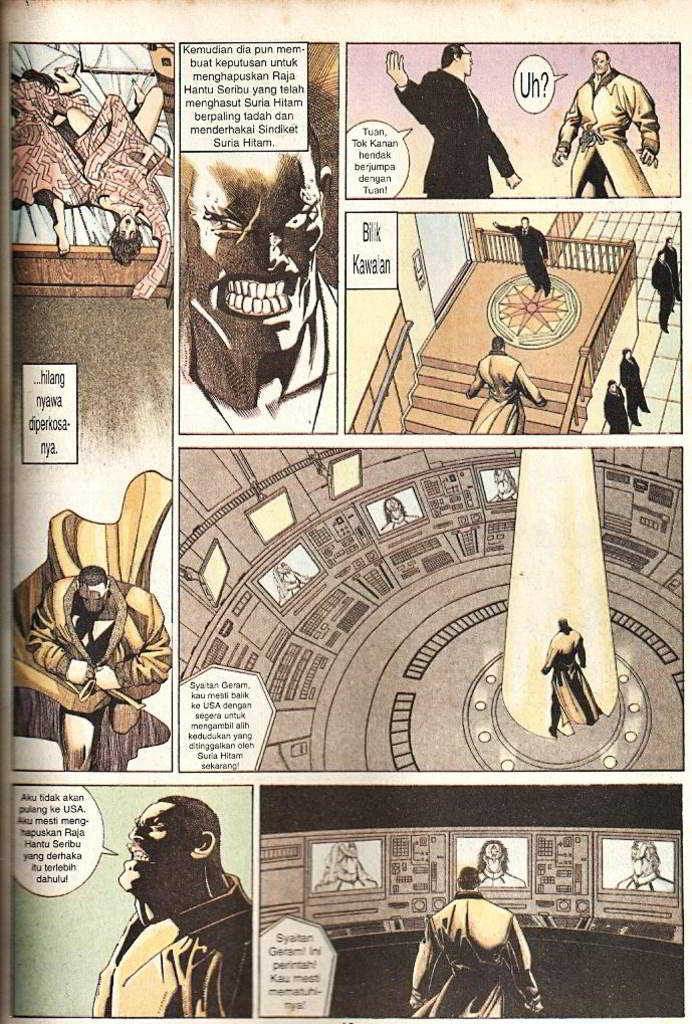 ...hilang
nyawa
diperkosa-
nya.
Kemudian dia pun mem-
buat keputusan untuk
menghapuskan Raja
Hantu Seribu yang telah
menghasut Suria Hitam
berpaling tadah dan
menderhakai Sindiket
Suria Hitam.
Uh?
Tuan,
Tok Kanan
hendak
berjumpa
dengan
Tuan!
Bilik
Kawalan
Syaitan Geram,
kau mesti balik
ke USA dengan
segera untuk
mengambil alih
kedudukan yang
ditinggalkan oleh
Suria Hitam
sekarang!
Aku tidak akan
pulang ke USA.
Aku mesti meng-
hapuskan Raja
Hantu Seribu
yang derhaka
itu terlebih
dahulu!
Syaitan
Geram! Ini
perintah!
Kau mesti
mematuhi-
nya!